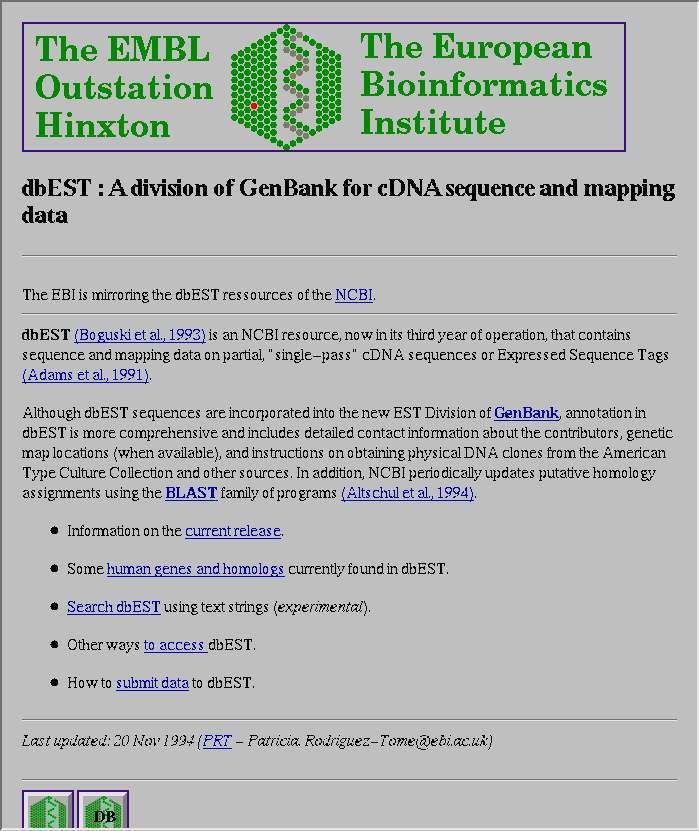 The EMBL
Outstation
Hinxton
The European
Bioinformatics
Institute
dbEST : A division of GenBank for cDNA sequence and mapping
data
The EBI is mirroring the dbEST ressources of the NCBI.
dbEST (Boguski et al., 1993) is an NCBI resource, now in its third year of operation, that contains
sequence and mapping data on partial, "single-pass" cDNA sequences or Expressed Sequence Tags
(Adams et al., 1991).
Although dbEST sequences are incorporated into the new EST Division of GenBank, annotation in
dbEST is more comprehensive and includes detailed contact information about the contributors, genetic
map locations (when available), and instructions on obtaining physical DNA clones from the American
Type Culture Collection and other sources. In addition, NCBI periodically updates putative homology
assignments using the BLAST family of programs (Altschul et al., 1994).
Information on the current release.
Some human genes and homologs currently found in dbEST.
Search dbEST using text strings (experimental).
Other ways to access dbEST.
How to submit data to dbEST.
Last updated: 20 Nov 1994 (PRT - Patricia. Rodriguez-Tome@ebi.ac.uk)
DB